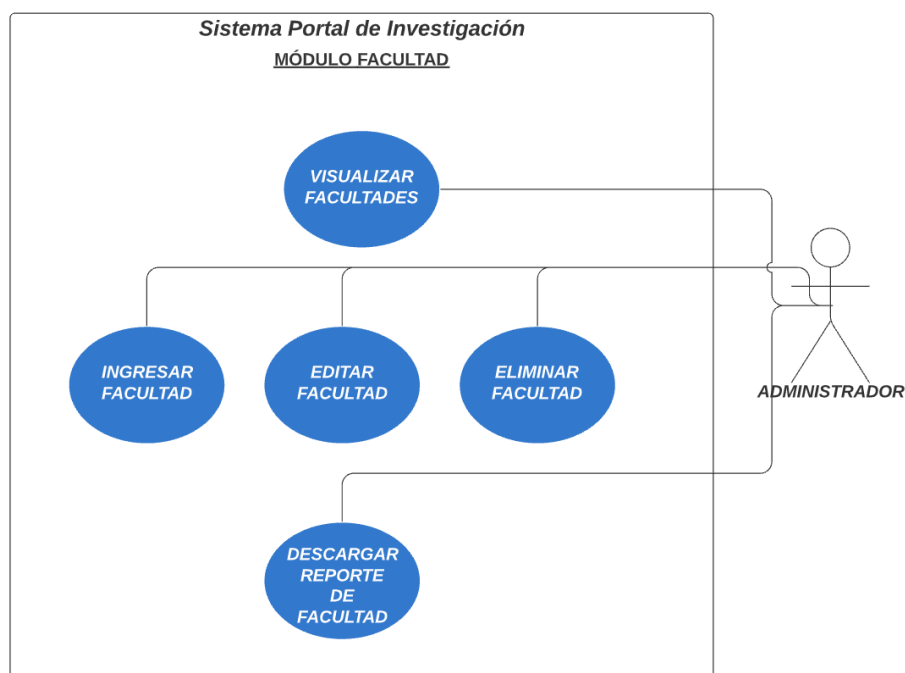 Sistema Portal de Investigación
MÓDULO FACULTAD
VISUALIZAR
FACULTADES
INGRESAR
FACULTAD
EDITAR
FACULTAD
ELIMINAR
FACULTAD
ADMINISTRADOR
DESCARGAR
REPORTE
DE
FACULTAD